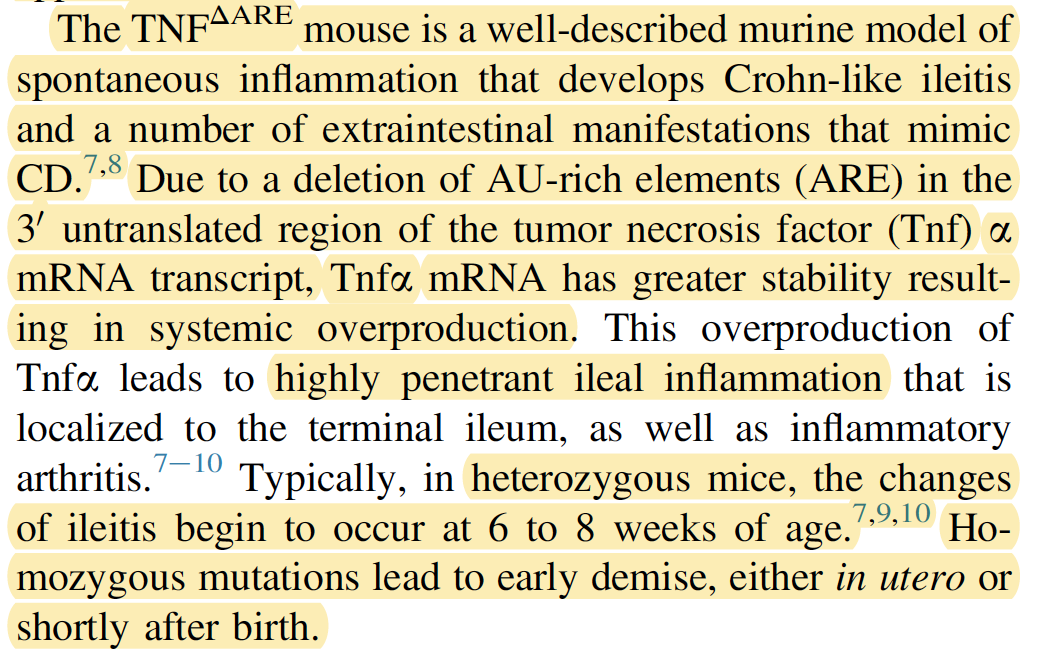 The TNFΔARE mouse is a well-described murine model of
spontaneous inflammation that develops Crohn-like ileitis
and a number of extraintestinal manifestations that mimic
CD.7,8 Due to a deletion of AU-rich elements (ARE) in the
3′ untranslated region of the tumor necrosis factor (Tnf) α
mRNA transcript, Tnfα mRNA has greater stability result-
ing in systemic overproduction. This overproduction of
Tnfα leads to highly penetrant ileal inflammation that is
localized to the terminal ileum, as well as inflammatory
arthritis.7–10 Typically, in heterozygous mice, the changes
of ileitis begin to occur at 6 to 8 weeks of age.7,9,10 Ho-
mozygous mutations lead to early demise, either in utero or
shortly after birth.